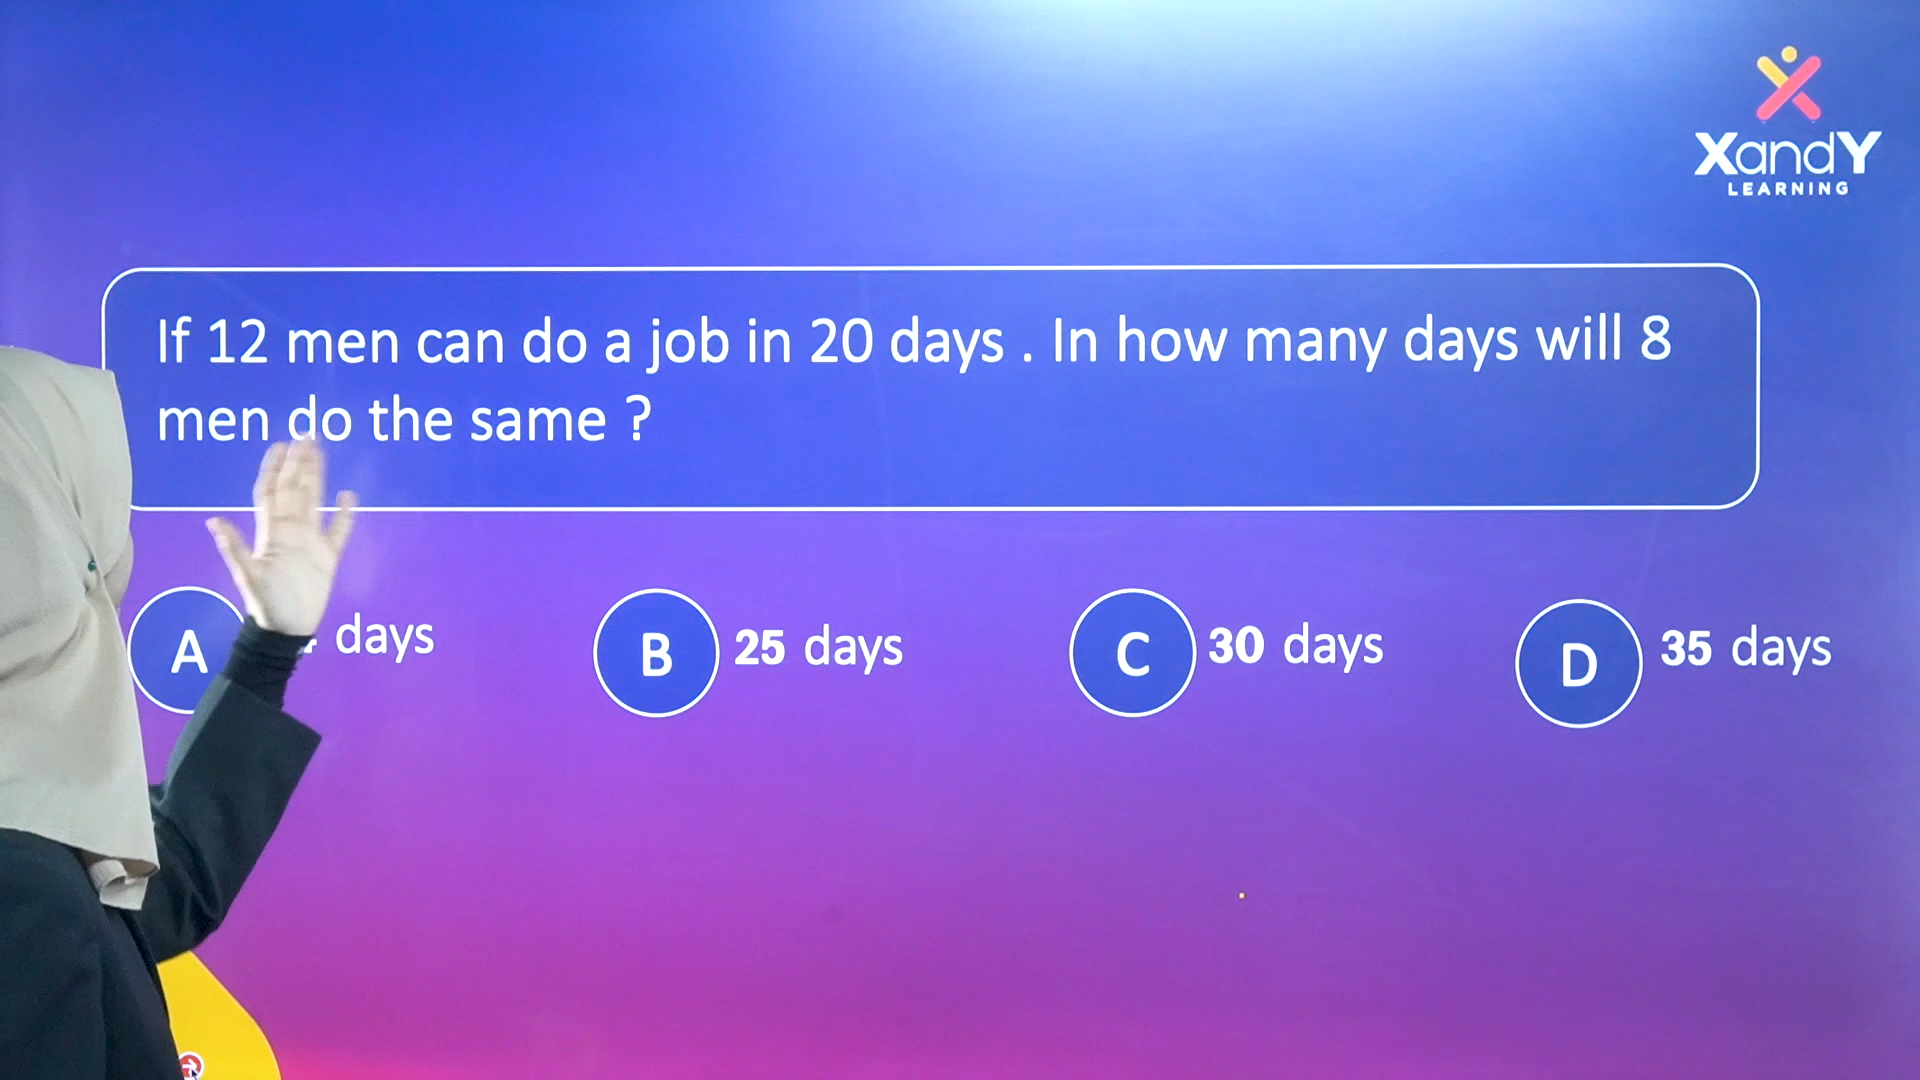 XandY
LEARNING
If 12 men can do a job in 20 days . In how many days will 8
men do the same ?
A days
B 25 days
C 30 days
D 35 days